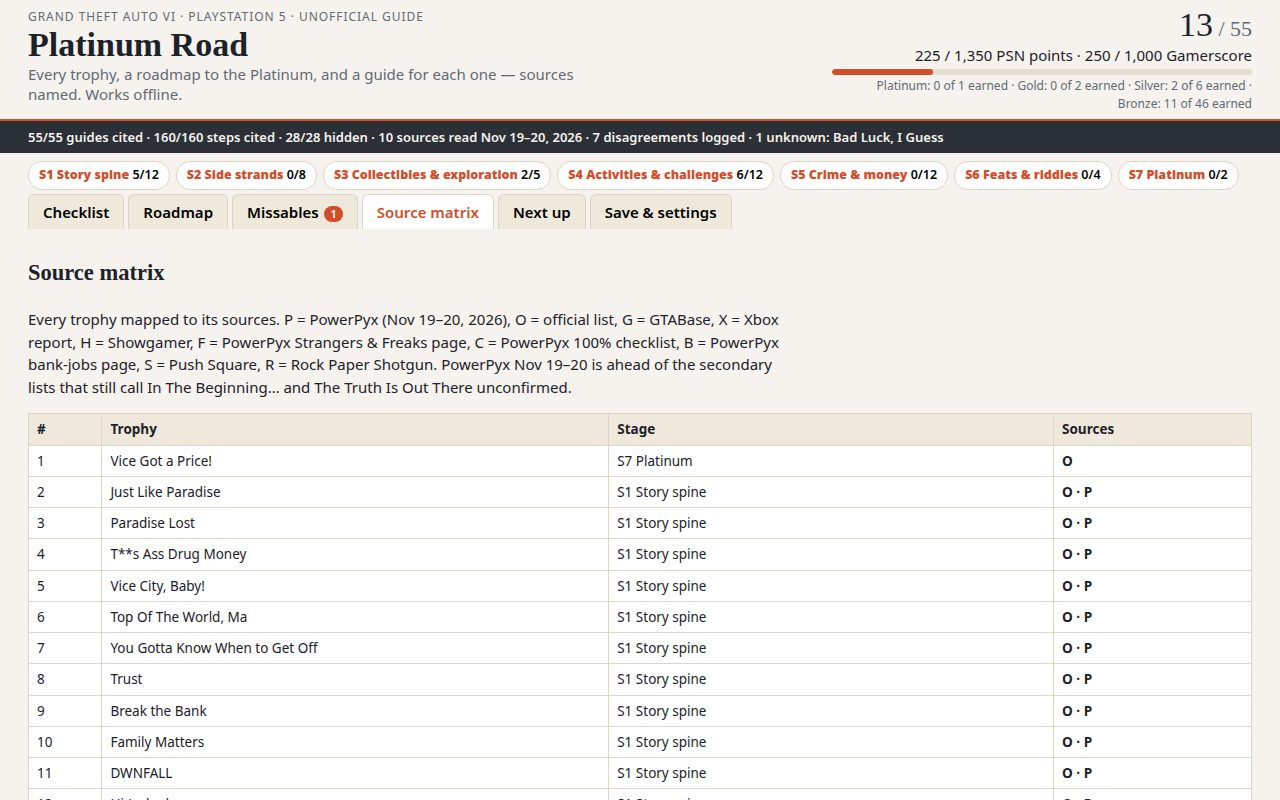 GRAND THEFT AUTO VI · PLAYSTATION 5 · UNOFFICIAL GUIDE
Platinum Road
Every trophy, a roadmap to the Platinum, and a guide for each one — sources
named. Works offline.
13 / 55
225 / 1,350 PSN points · 250 / 1,000 Gamerscore
Platinum: 0 of 1 earned · Gold: 0 of 2 earned · Silver: 2 of 6 earned ·
Bronze: 11 of 46 earned
55/55 guides cited · 160/160 steps cited · 28/28 hidden · 10 sources read Nov 19–20, 2026 · 7 disagreements logged · 1 unknown: Bad Luck, I Guess
S1 Story spine 5/12 S2 Side strands 0/8 S3 Collectibles & exploration 2/5 S4 Activities & challenges 6/12 S5 Crime & money 0/12 S6 Feats & riddles 0/4 S7 Platinum 0/2
Checklist Roadmap Missables 1 Source matrix Next up Save & settings
Source matrix
Every trophy mapped to its sources. P = PowerPyx (Nov 19–20, 2026), O = official list, G = GTABase, X = Xbox
report, H = Showgamer, F = PowerPyx Strangers & Freaks page, C = PowerPyx 100% checklist, B = PowerPyx
bank-jobs page, S = Push Square, R = Rock Paper Shotgun. PowerPyx Nov 19–20 is ahead of the secondary
lists that still call In The Beginning... and The Truth Is Out There unconfirmed.
# Trophy Stage Sources
1 Vice Got a Price! S7 Platinum O
2 Just Like Paradise S1 Story spine O · P
3 Paradise Lost S1 Story spine O · P
4 T**s Ass Drug Money S1 Story spine O · P
5 Vice City, Baby! S1 Story spine O · P
6 Top Of The World, Ma S1 Story spine O · P
7 You Gotta Know When to Get Off S1 Story spine O · P
8 Trust S1 Story spine O · P
9 Break the Bank S1 Story spine O · P
10 Family Matters S1 Story spine O · P
11 DWNFALL S1 Story spine O · P